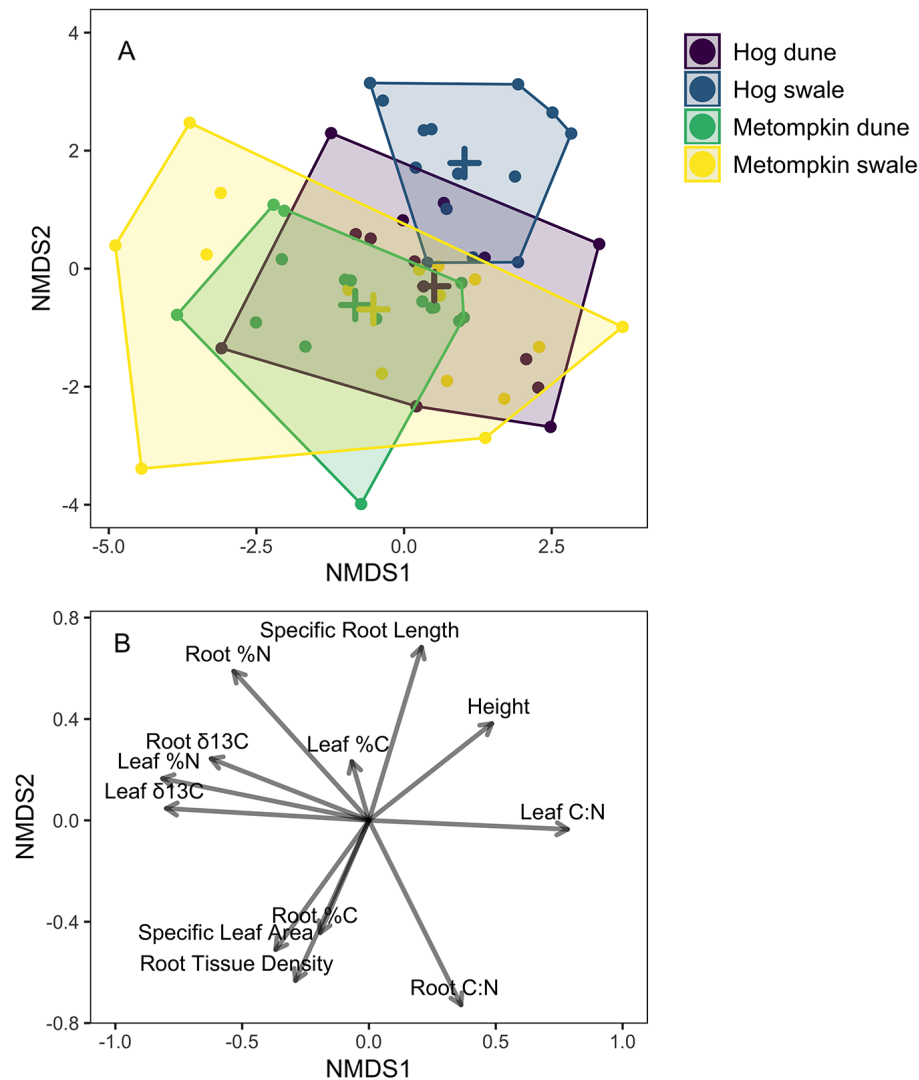 A
Hog dune
Hog swale
Metompkin dune
Metompkin swale
4
2
0
-2
-4
NMDS2
-5.0 -2.5 0.0 2.5
NMDS1
B
0.8
0.4
0.0
-0.4
-0.8
NMDS2
Specific Root Length
Root %N
Height
Root δ13C
Leaf %C
Leaf %N
Leaf δ13C
Leaf C:N
Root %C
Specific Leaf Area
Root Tissue Density
Root C:N
-1.0 -0.5 0.0 0.5 1.0
NMDS1